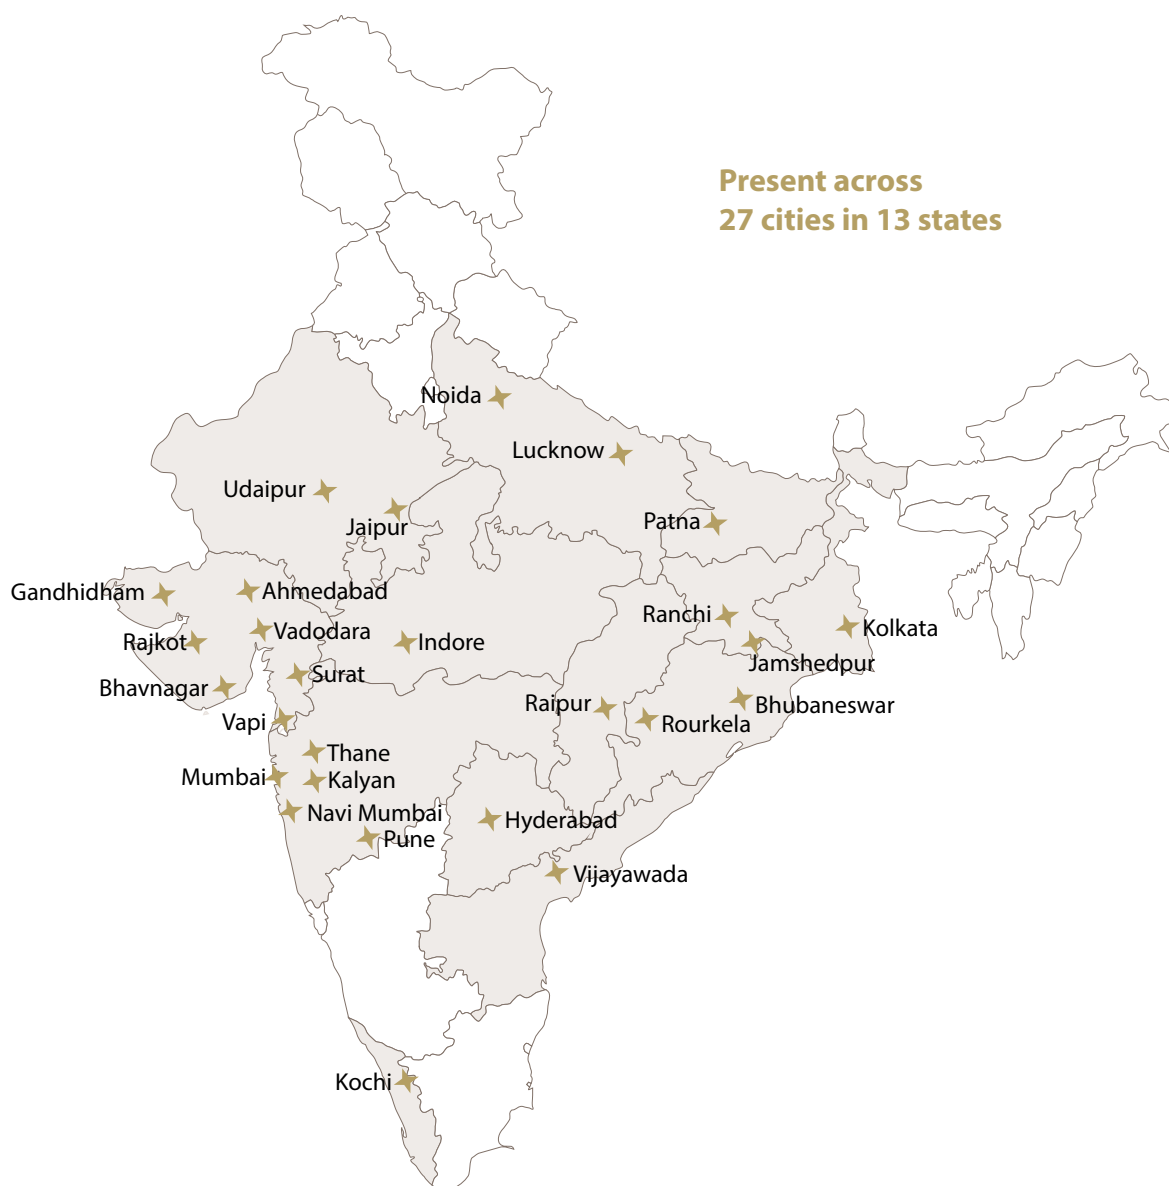 Present across
27 cities in 13 states
Noida
Lucknow
Udaipur
Jaipur
Patna
Gandhidham
Ahmedabad
Ranchi
Vadodara
Kolkata
Rajkot
Indore
Jamshedpur
Surat
Bhavnagar
Raipur
Bhubaneswar
Vapi
Rourkela
Thane
Mumbai
Kalyan
Navi Mumbai
Hyderabad
Pune
Vijayawada
Kochi